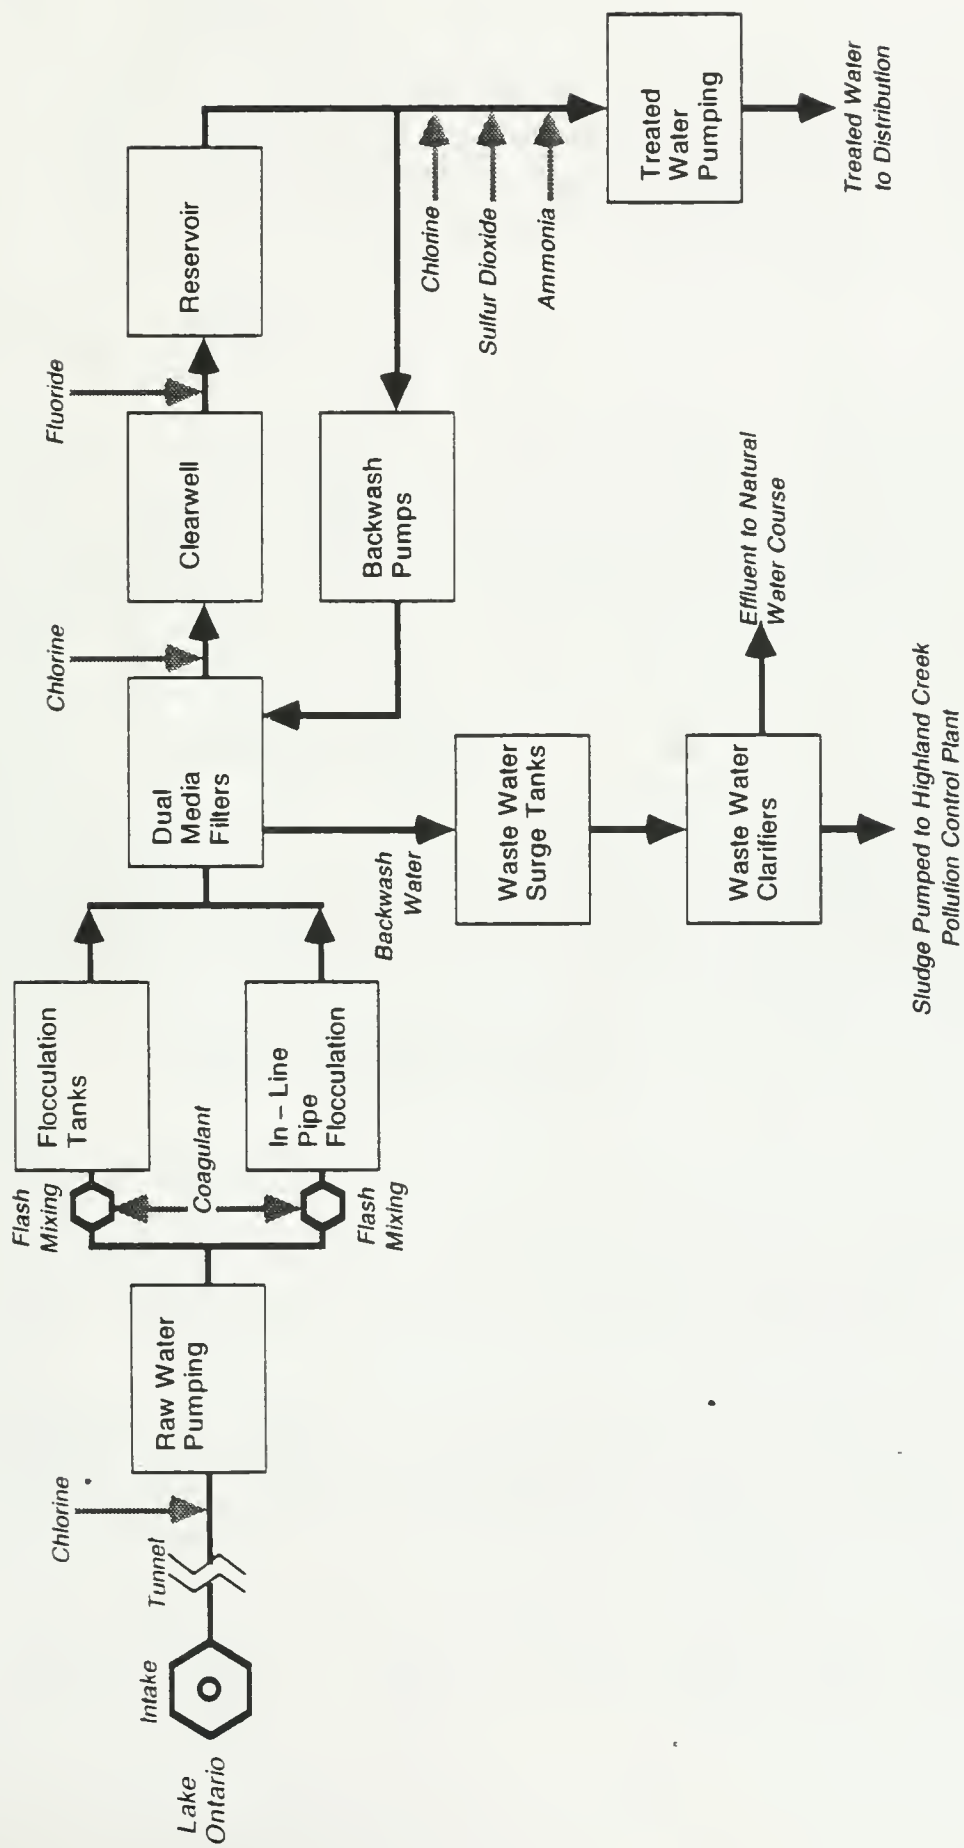 Lake
Ontario
Intake
Tunnel
Chlorine
Raw Water
Pumping
Flash
Mixing
Coagulant
Flash
Mixing
Flocculation
Tanks
In – Line
Pipe
Flocculation
Dual
Media
Filters
Chlorine
Clearwell
Fluoride
Reservoir
Backwash
Pumps
Chlorine
Sulfur Dioxide
Ammonia
Treated
Water
Pumping
Treated Water
to Distribution
Backwash
Water
Waste Water
Surge Tanks
Waste Water
Clarifiers
Effluent to Natural
Water Course
Sludge Pumped to Highland Creek
Pollution Control Plant